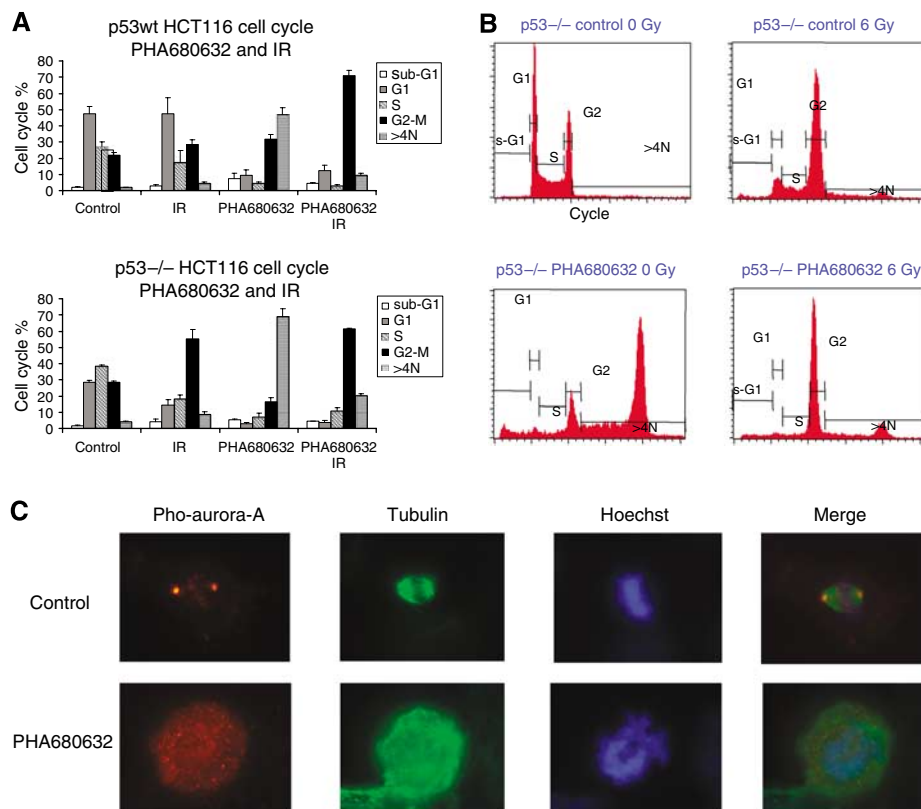 A
p53wt HCT116 cell cycle
PHA680632 and IR
Cell cycle %
80
70
60
50
40
30
20
10
0
Control
IR
PHA680632
PHA680632
IR
sub-G1
G1
S
G2-M
>4N
p53−/− HCT116 cell cycle
PHA680632 and IR
Cell cycle %
80
70
60
50
40
30
20
10
0
Control
IR
PHA680632
PHA680632
IR
sub-G1
G1
S
G2-M
>4N
B
p53−/− control 0 Gy
G1
G2
s-G1
S
>4N
Cycle
p53−/− control 6 Gy
G1
G2
s-G1
S
>4N
p53−/− PHA680632 0 Gy
G1
G2
S
>4N
p53−/− PHA680632 6 Gy
G1
G2
s-G1
S
>4N
C
Pho-aurora-A
Tubulin
Hoechst
Merge
Control
PHA680632